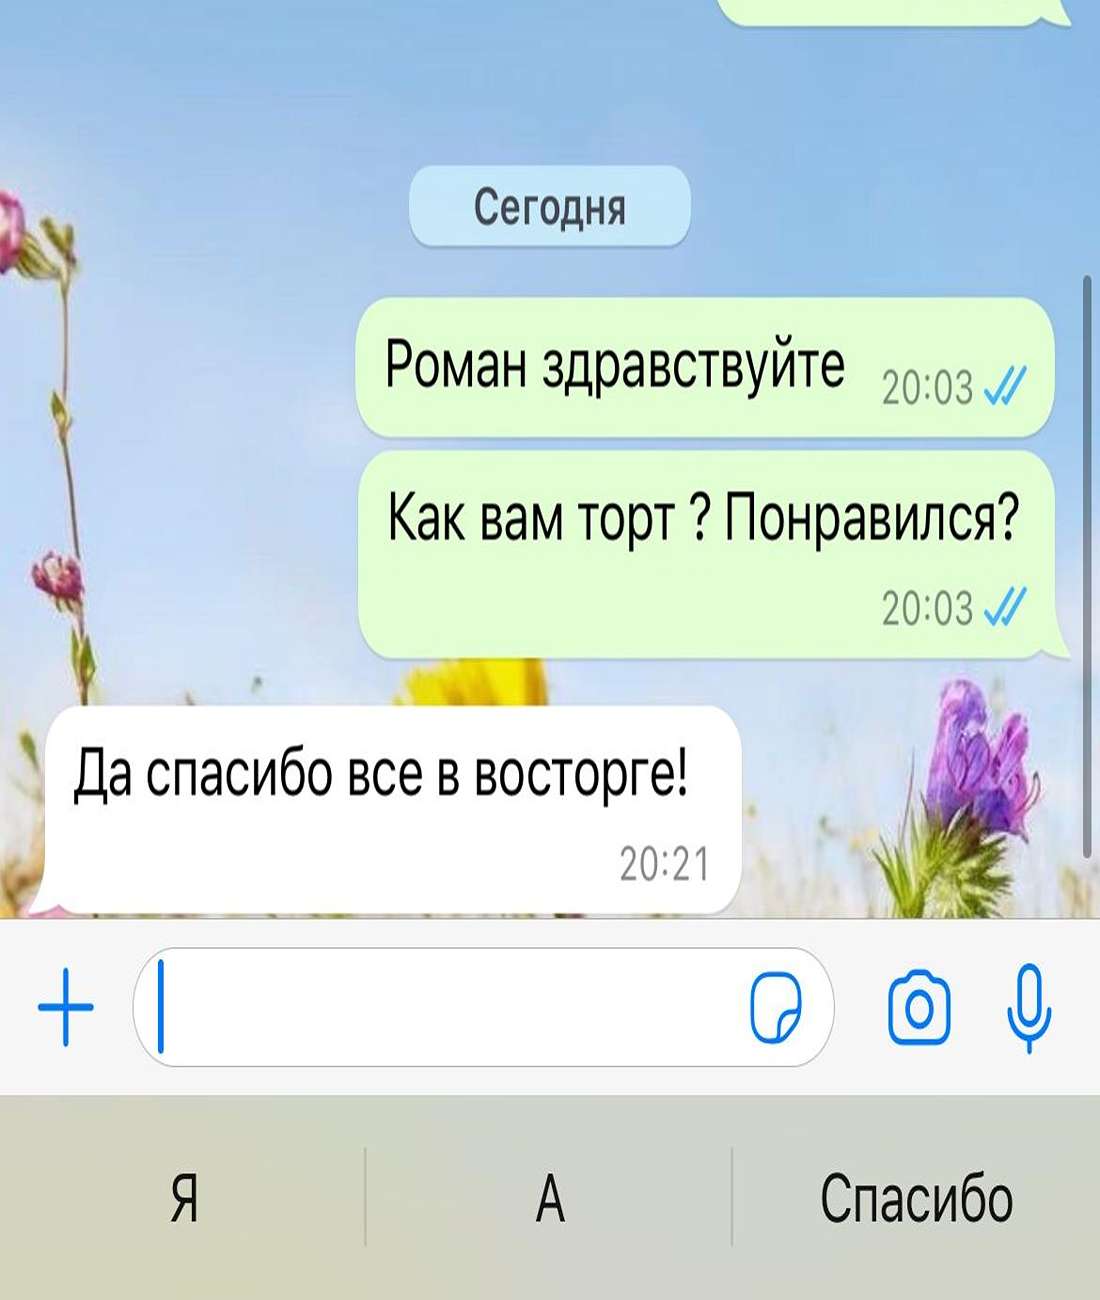 Сегодня
Роман здравствуйте 20:03
Как вам торт ? Понравился?
20:03
Да спасибо все в восторге!
20:21
Я А Спасибо